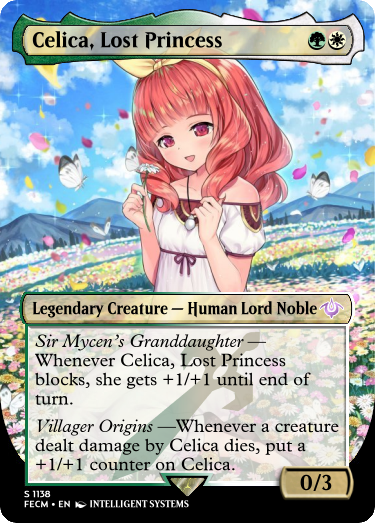 Celica, Lost Princess
Legendary Creature — Human Lord Noble
Sir Mycen's Granddaughter —
Whenever Celica, Lost Princess
blocks, she gets +1/+1 until end of
turn.
Villager Origins —Whenever a creature
dealt damage by Celica dies, put a
+1/+1 counter on Celica.
0/3
S 1138
FECM • EN INTELLIGENT SYSTEMS